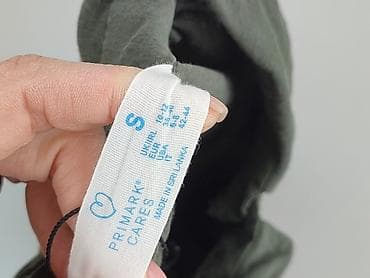 S
UK/IRL 10-12
EUR 38-40
USA 6-8
IT 42-44
MADE IN SRI LANKA
PRIMARK®
CARES